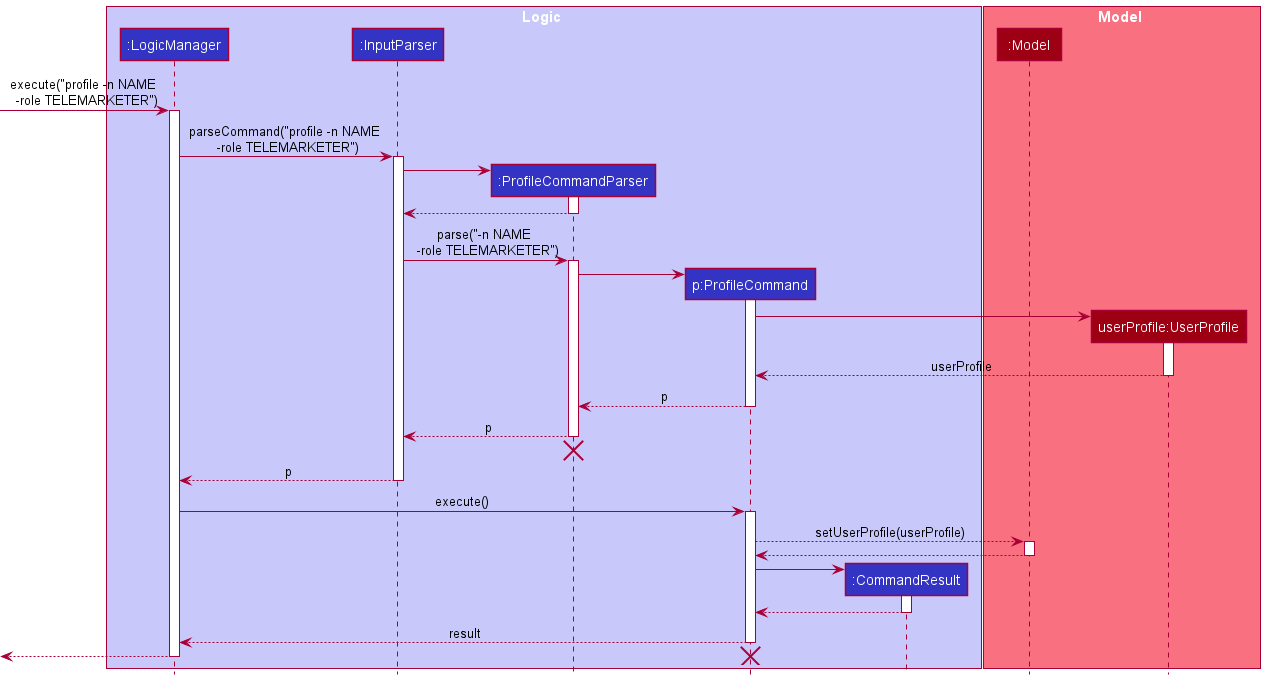 Logic
Model
:LogicManager
:InputParser
:Model
execute("profile -n NAME
-role TELEMARKETER")
parseCommand("profile -n NAME
-role TELEMARKETER")
:ProfileCommandParser
parse("-n NAME
-role TELEMARKETER")
p:ProfileCommand
userProfile:UserProfile
userProfile
p
p
p
execute()
setUserProfile(userProfile)
:CommandResult
result